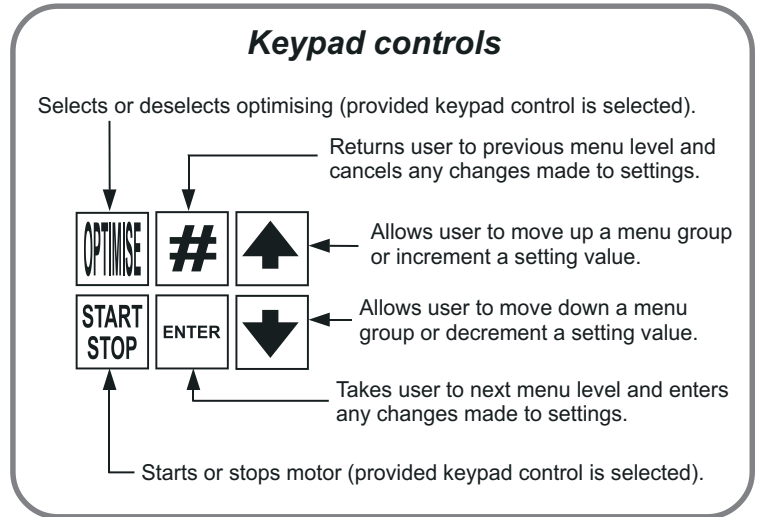 Keypad controls
Selects or deselects optimising (provided keypad control is selected).
Returns user to previous menu level and
cancels any changes made to settings.
OPTIMISE
#
Allows user to move up a menu group
or increment a setting value.
START
STOP
ENTER
Allows user to move down a menu
group or decrement a setting value.
Takes user to next menu level and enters
any changes made to settings.
Starts or stops motor (provided keypad control is selected).